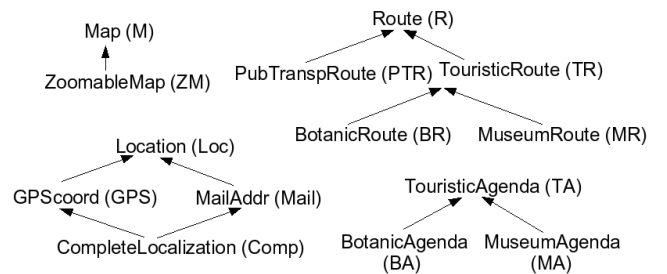 Map (M)
ZoomableMap (ZM)
Route (R)
PubTranspRoute (PTR)
TouristicRoute (TR)
BotanicRoute (BR)
MuseumRoute (MR)
Location (Loc)
GPScoord (GPS)
MailAddr (Mail)
CompleteLocalization (Comp)
TouristicAgenda (TA)
BotanicAgenda
(BA)
MuseumAgenda
(MA)